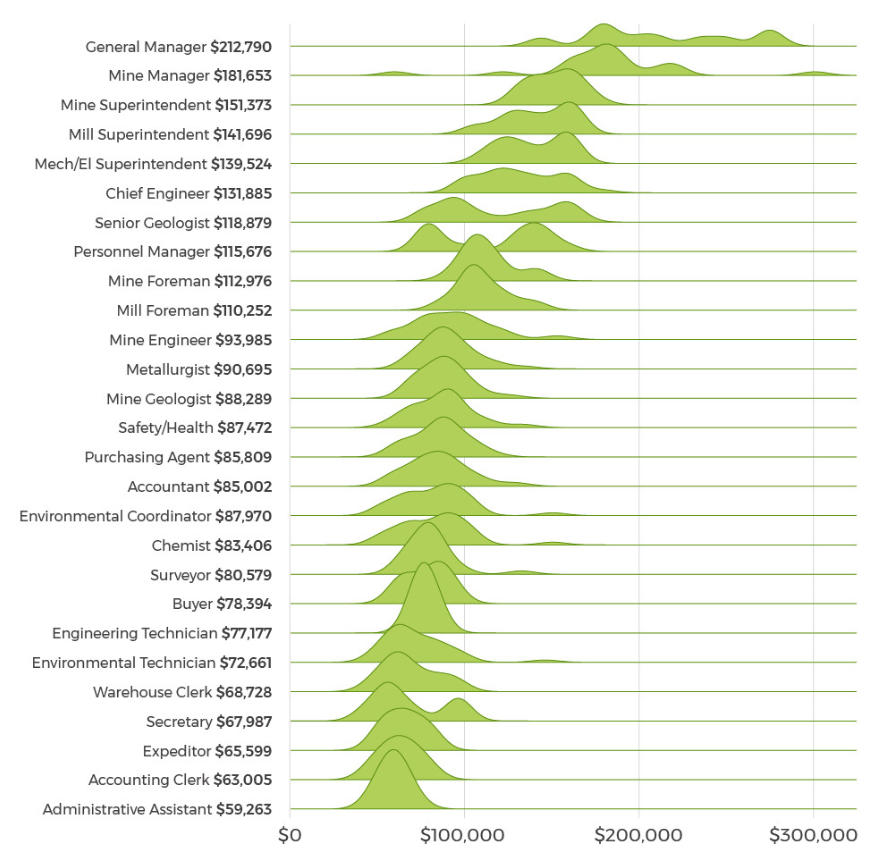 General Manager $212,790
Mine Manager $181,653
Mine Superintendent $151,373
Mill Superintendent $141,696
Mech/El Superintendent $139,524
Chief Engineer $131,885
Senior Geologist $118,879
Personnel Manager $115,676
Mine Foreman $112,976
Mill Foreman $110,252
Mine Engineer $93,985
Metallurgist $90,695
Mine Geologist $88,289
Safety/Health $87,472
Purchasing Agent $85,809
Accountant $85,002
Environmental Coordinator $87,970
Chemist $83,406
Surveyor $80,579
Buyer $78,394
Engineering Technician $77,177
Environmental Technician $72,661
Warehouse Clerk $68,728
Secretary $67,987
Expeditor $65,599
Accounting Clerk $63,005
Administrative Assistant $59,263
$0 $100,000 $200,000 $300,000